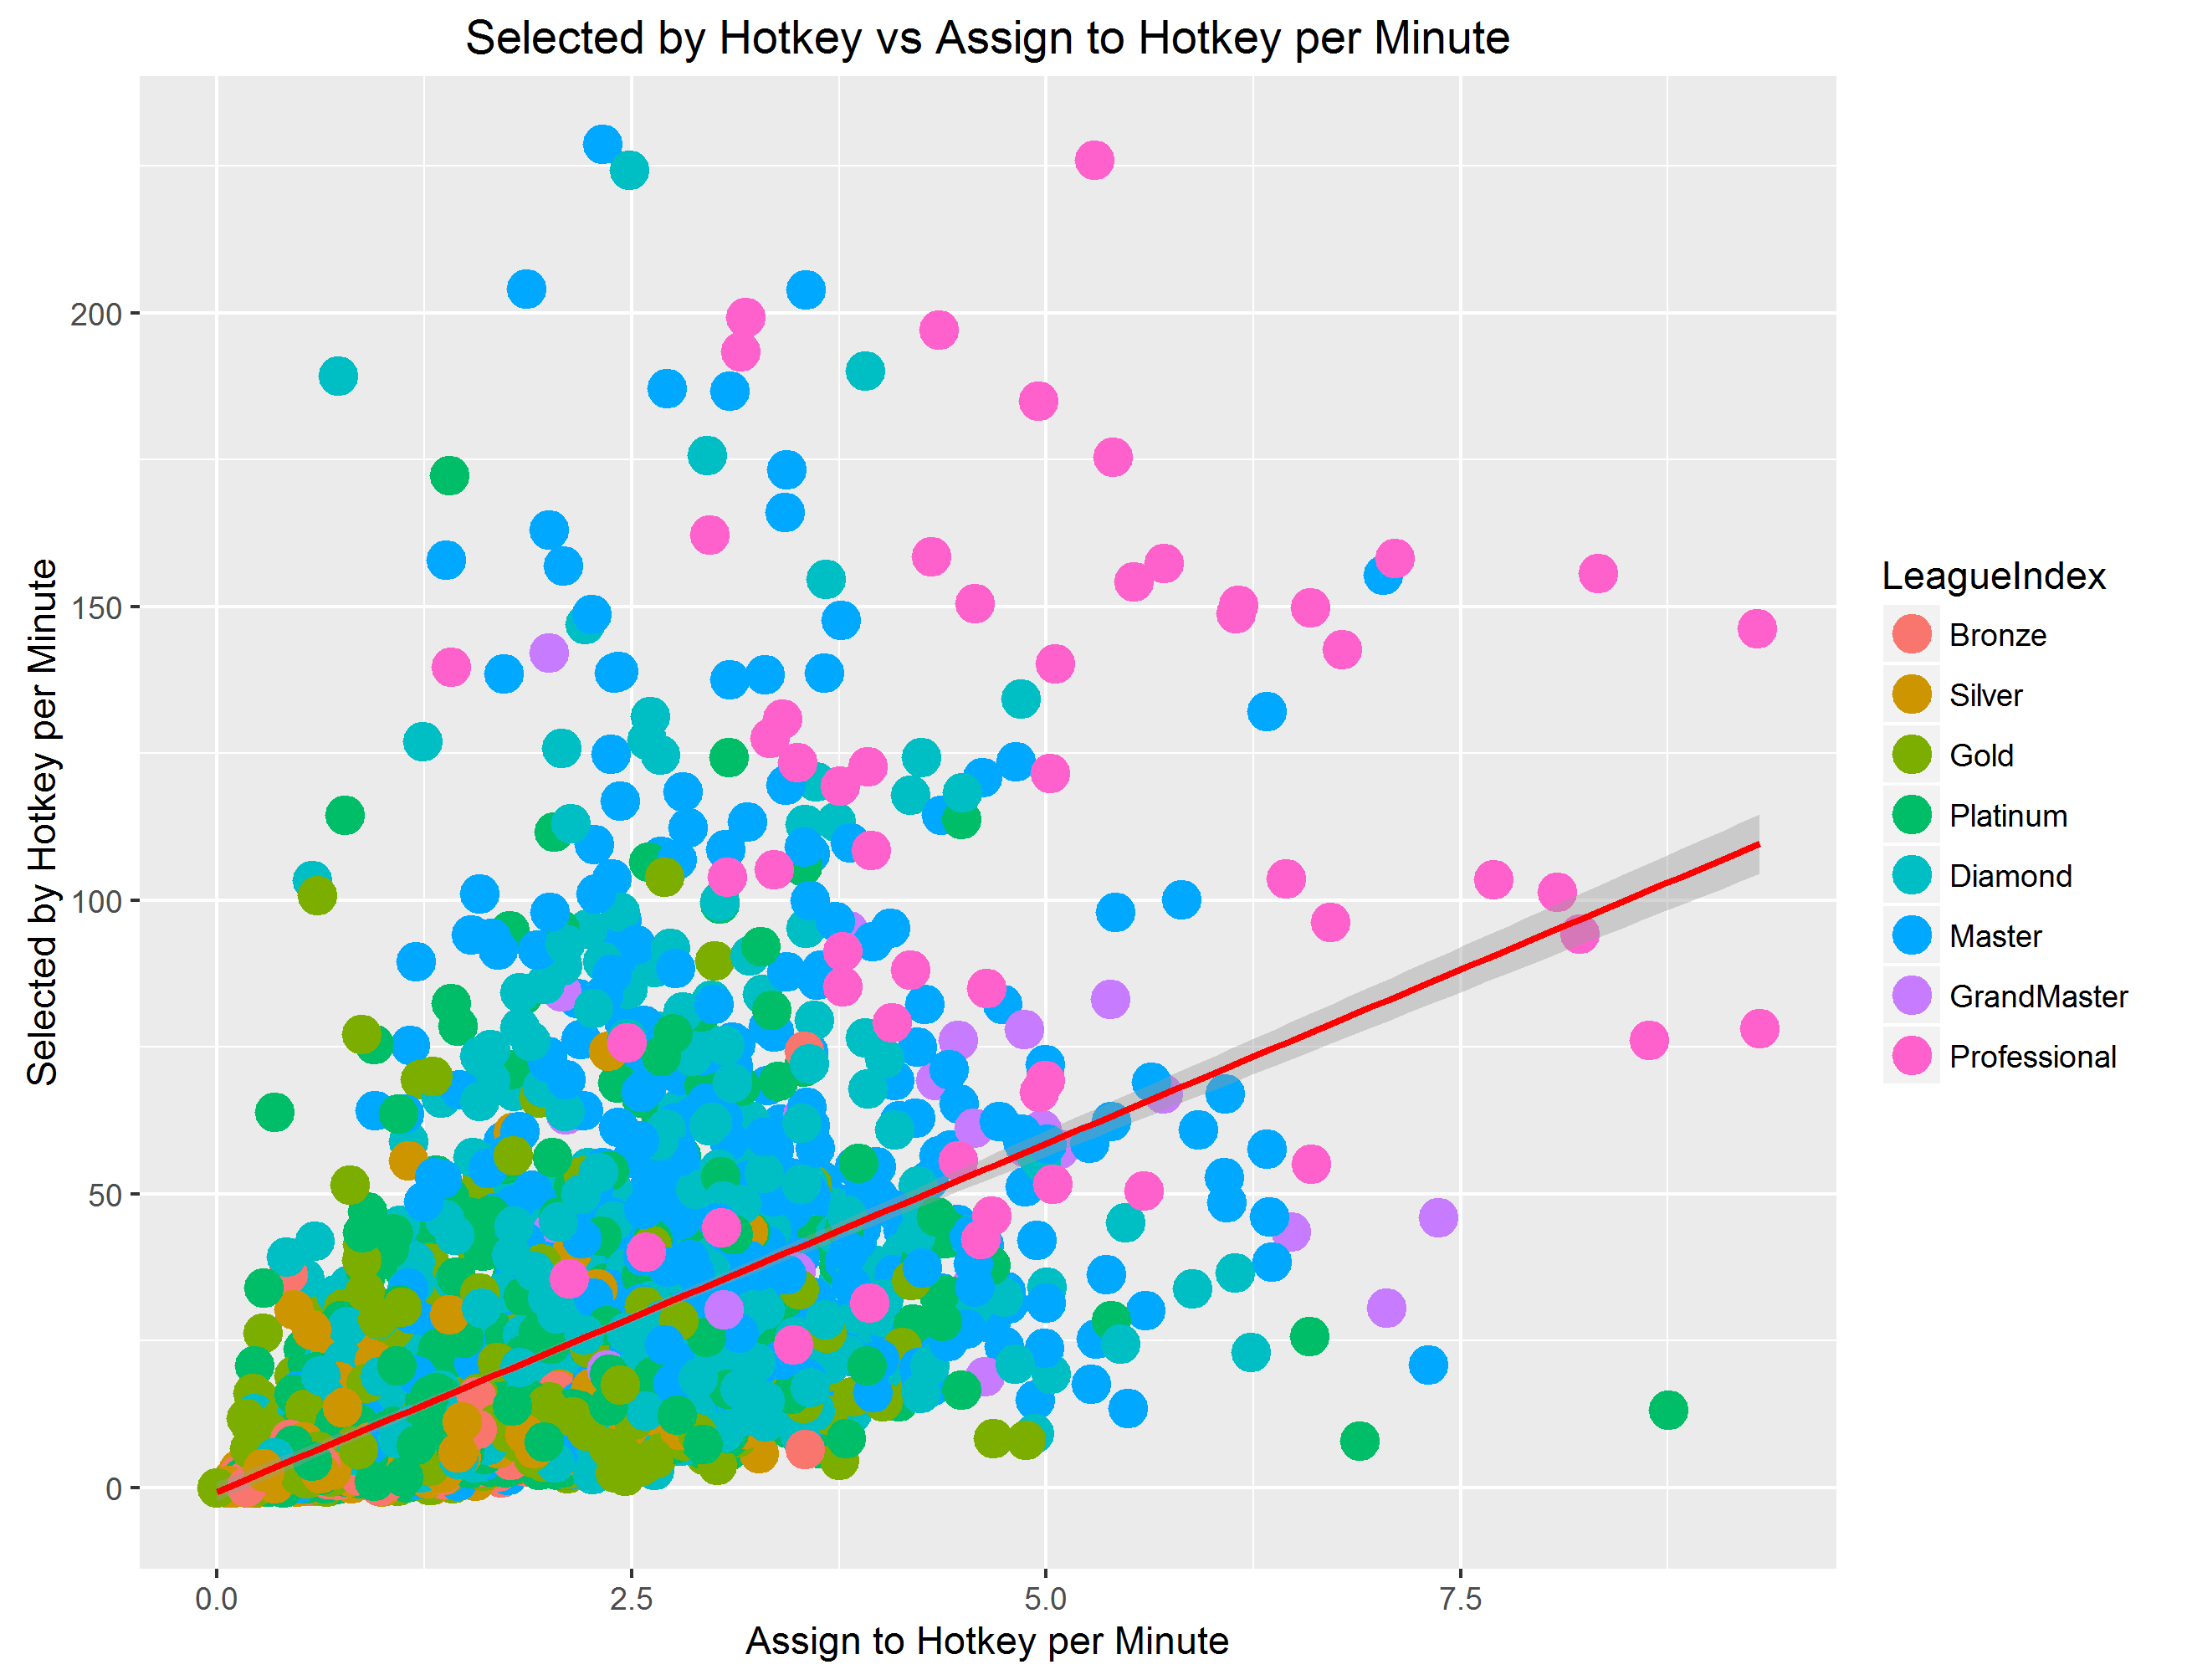 Selected by Hotkey vs Assign to Hotkey per Minute
Selected by Hotkey per Minute
200
150
100
50
0
0.0
2.5
5.0
7.5
Assign to Hotkey per Minute
LeagueIndex
Bronze
Silver
Gold
Platinum
Diamond
Master
GrandMaster
Professional